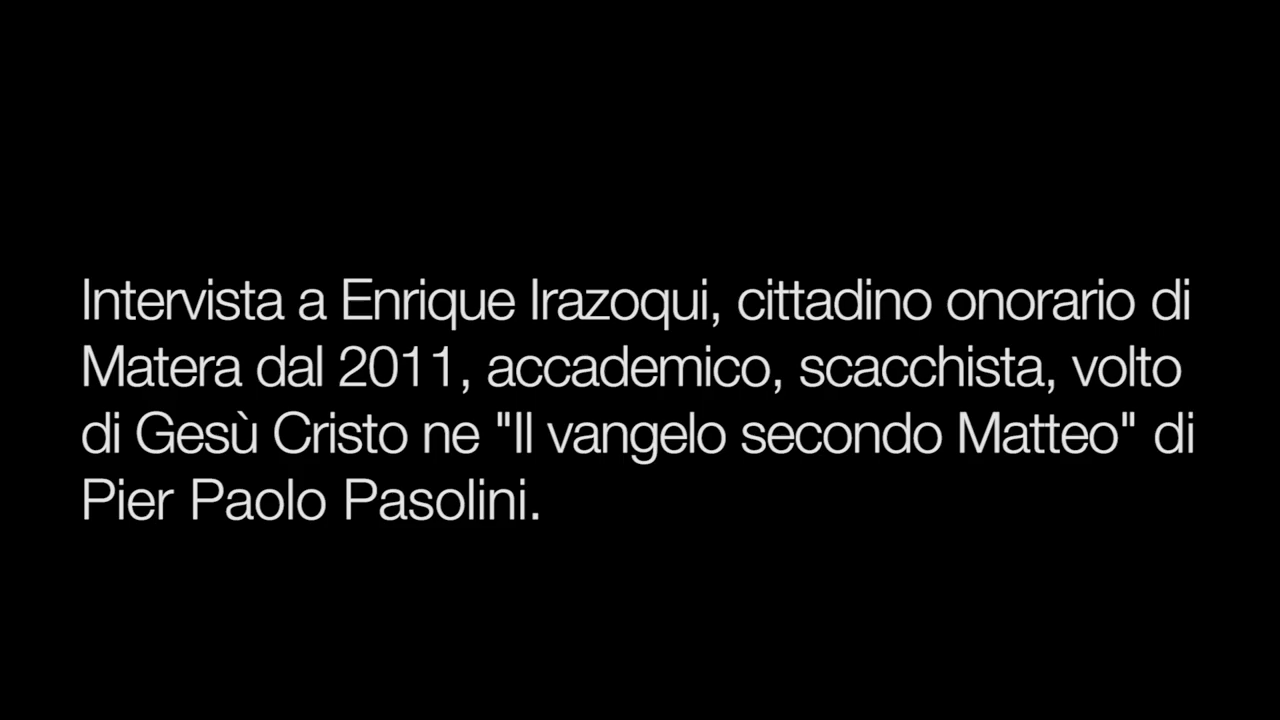 Intervista a Enrique Irazoqui, cittadino onorario di
Matera dal 2011, accademico, scacchista, volto
di Gesù Cristo ne "Il vangelo secondo Matteo" di
Pier Paolo Pasolini.